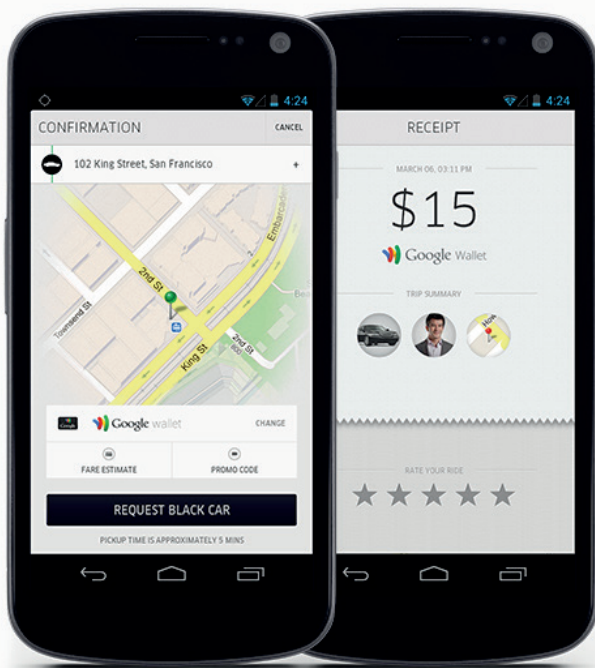 4:24
CONFIRMATION
CANCEL
102 King Street, San Francisco
+
Embarcadero
2nd St
Townsend St
King St
2nd St
800
Google wallet
CHANGE
FARE ESTIMATE
PROMO CODE
REQUEST BLACK CAR
PICKUP TIME IS APPROXIMATELY 5 MINS
4:24
RECEIPT
MARCH 06, 03:11 PM
$15
Google Wallet
TRIP SUMMARY
RATE YOUR RIDE